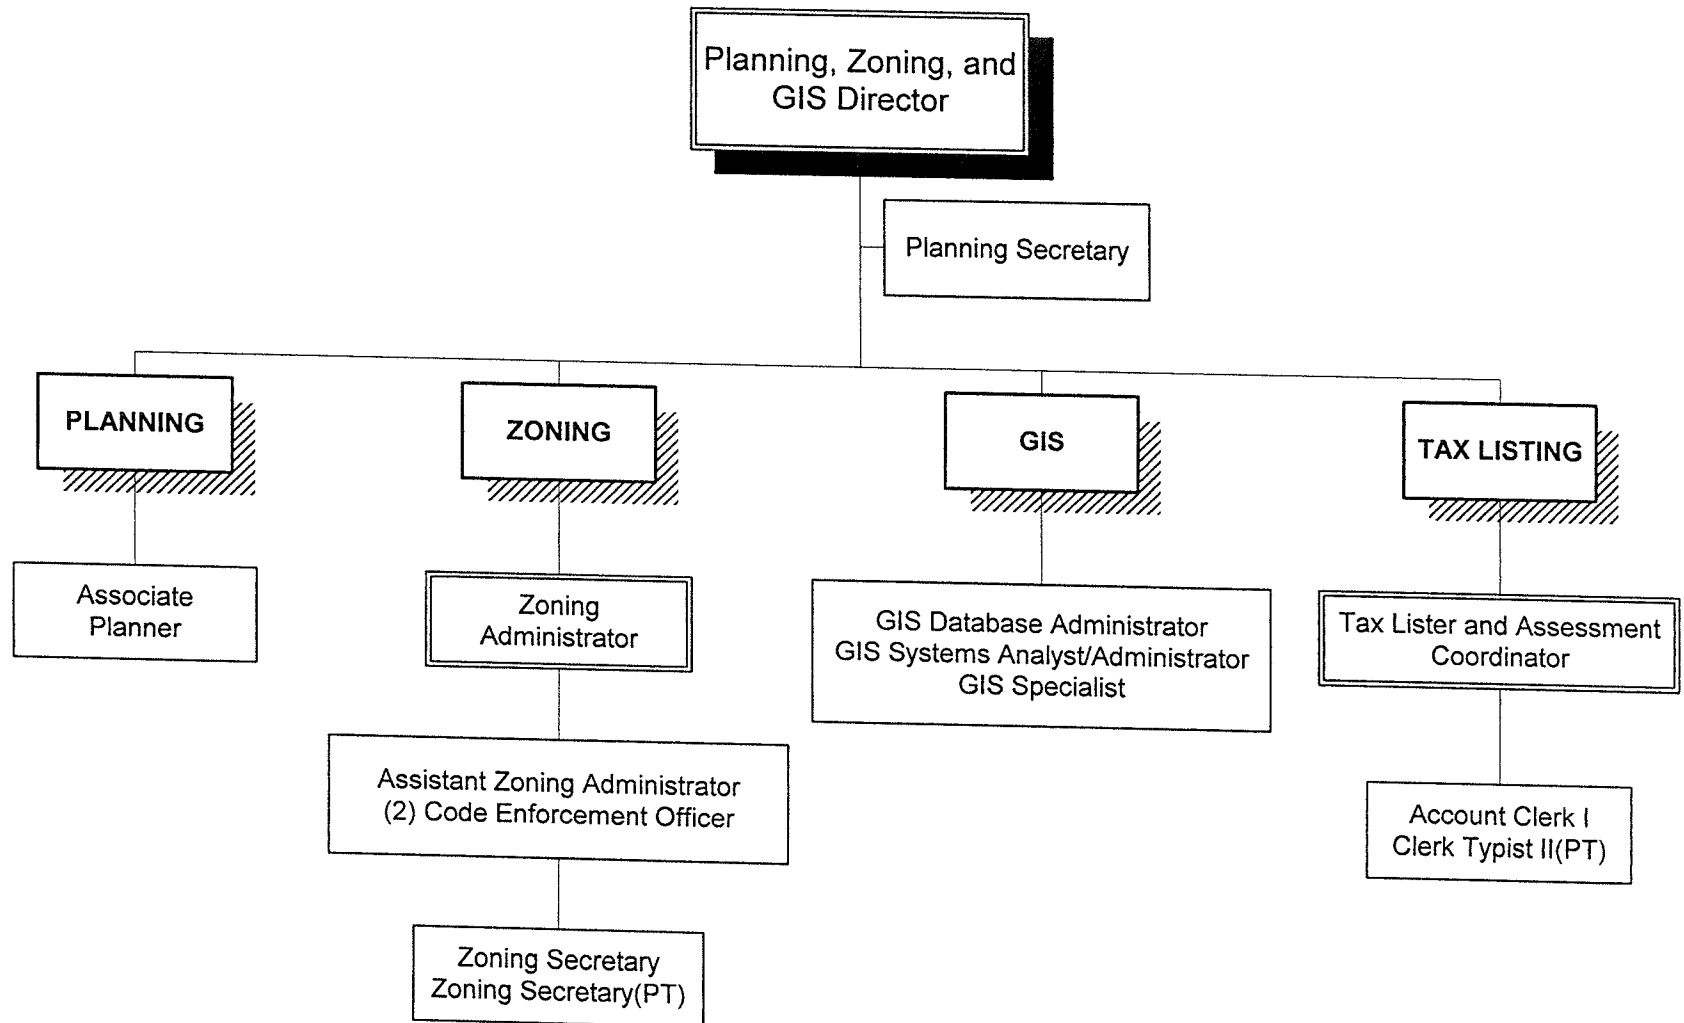 Planning, Zoning, and
GIS Director
Planning Secretary
PLANNING
ZONING
GIS
TAX LISTING
Associate
Planner
Zoning
Administrator
GIS Database Administrator
GIS Systems Analyst/Administrator
GIS Specialist
Tax Lister and Assessment
Coordinator
Assistant Zoning Administrator
(2) Code Enforcement Officer
Account Clerk I
Clerk Typist II(PT)
Zoning Secretary
Zoning Secretary(PT)